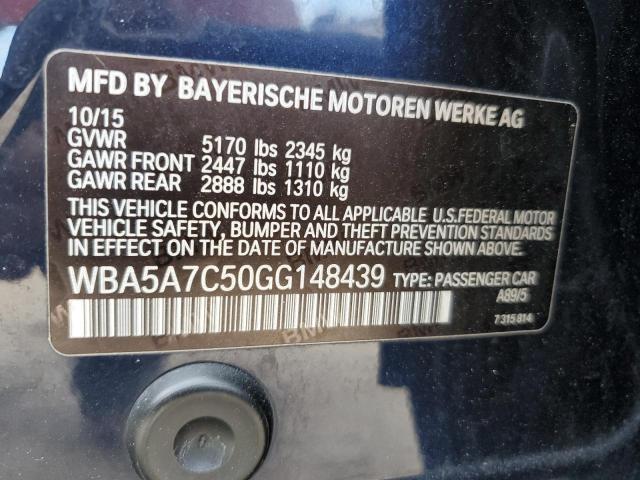 MFD BY BAYERISCHE MOTOREN WERKE AG
10/15
GVWR 5170 lbs 2345 kg
GAWR FRONT 2447 lbs 1110 kg
GAWR REAR 2888 lbs 1310 kg
THIS VEHICLE CONFORMS TO ALL APPLICABLE U.S.FEDERAL MOTOR
VEHICLE SAFETY, BUMPER AND THEFT PREVENTION STANDARDS IN
EFFECT ON THE DATE OF MANUFACTURE SHOWN ABOVE.
WBA5A7C50GG148439 TYPE: PASSENGER CAR
A89/5
7 315 814